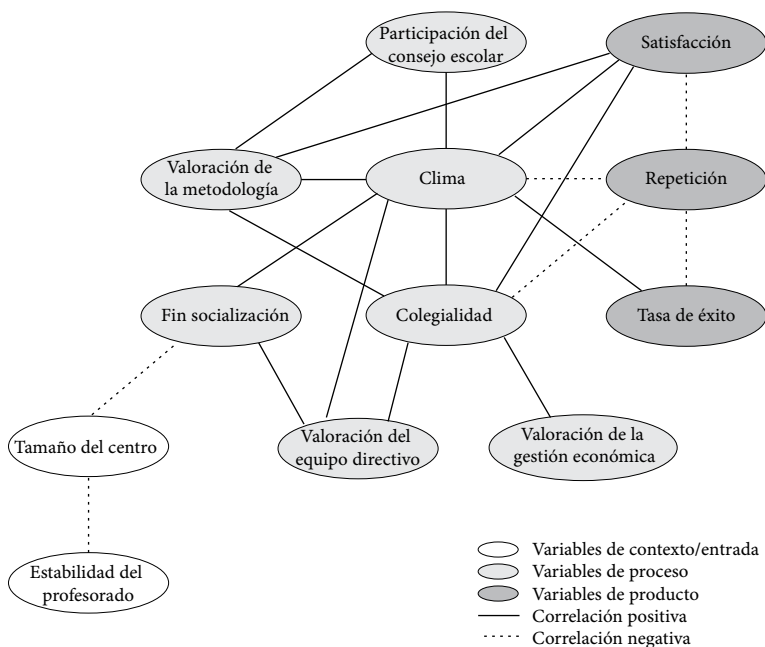 Participación del
consejo escolar
Satisfacción
Valoración de
la metodología
Clima
Repetición
Fin socialización
Colegialidad
Tasa de éxito
Tamaño del centro
Valoración del
equipo directivo
Valoración de la
gestión económica
Estabilidad del
profesorado
Variables de contexto/entrada
Variables de proceso
Variables de producto
Correlación positiva
Correlación negativa